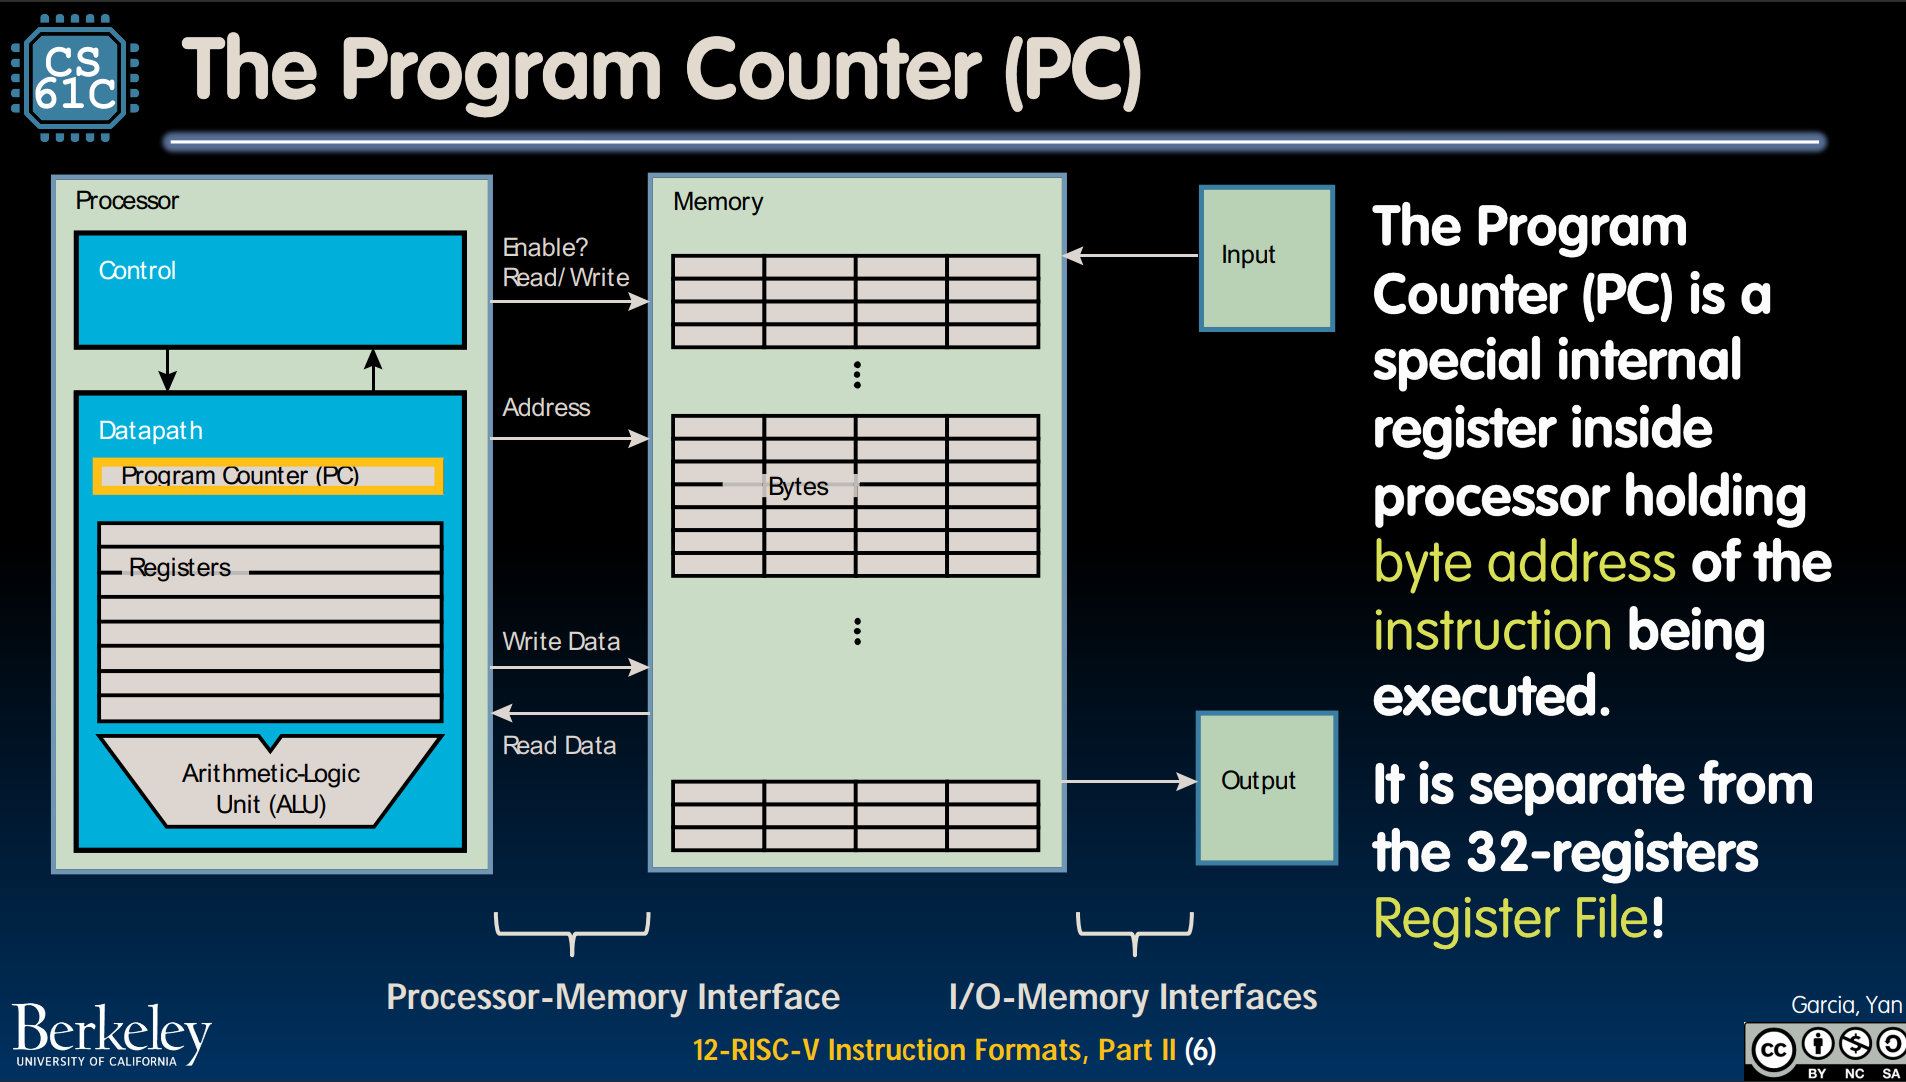 CS
61C
The Program Counter (PC)
Processor
Control
Datapath
Program Counter (PC)
Registers
Arithmetic-Logic
Unit (ALU)
Enable?
Read/Write
Address
Write Data
Read Data
Memory
Bytes
Input
Output
The Program
Counter (PC) is a
special internal
register inside
processor holding
byte address of the
instruction being
executed.
It is separate from
the 32-registers
Register File!
Processor-Memory Interface
I/O-Memory Interfaces
Berkeley
UNIVERSITY OF CALIFORNIA
12-RISC-V Instruction Formats, Part II (6)
Garcia, Yan
cc
BY NC SA